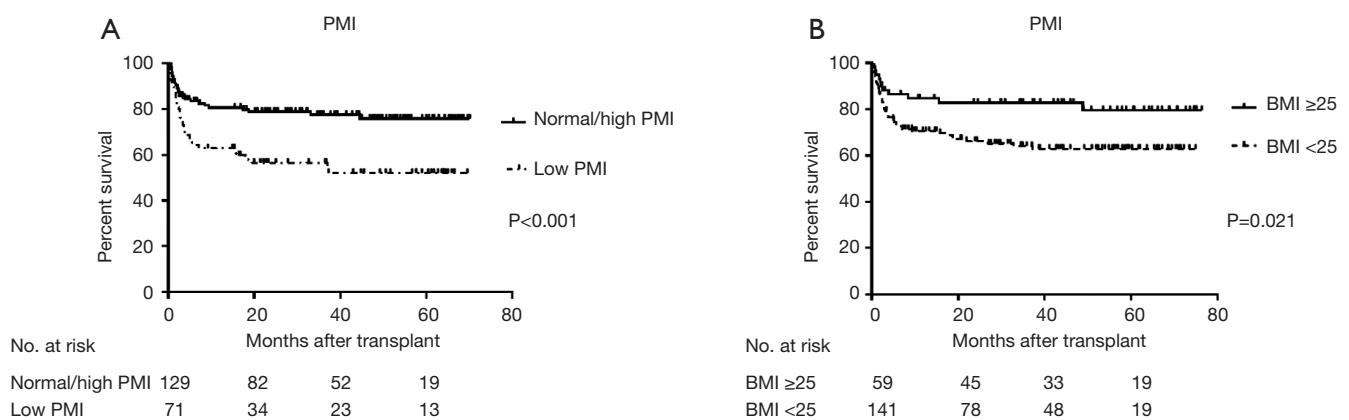 A
PMI
100
80
60
40
20
0
Percent survival
Normal/high PMI
Low PMI
P<0.001
0 20 40 60 80
Months after transplant
No. at risk
Normal/high PMI 129 82 52 19
Low PMI 71 34 23 13
B
PMI
100
80
60
40
20
0
Percent survival
BMI ≥25
BMI <25
P=0.021
0 20 40 60 80
Months after transplant
No. at risk
BMI ≥25 59 45 33 19
BMI <25 141 78 48 19